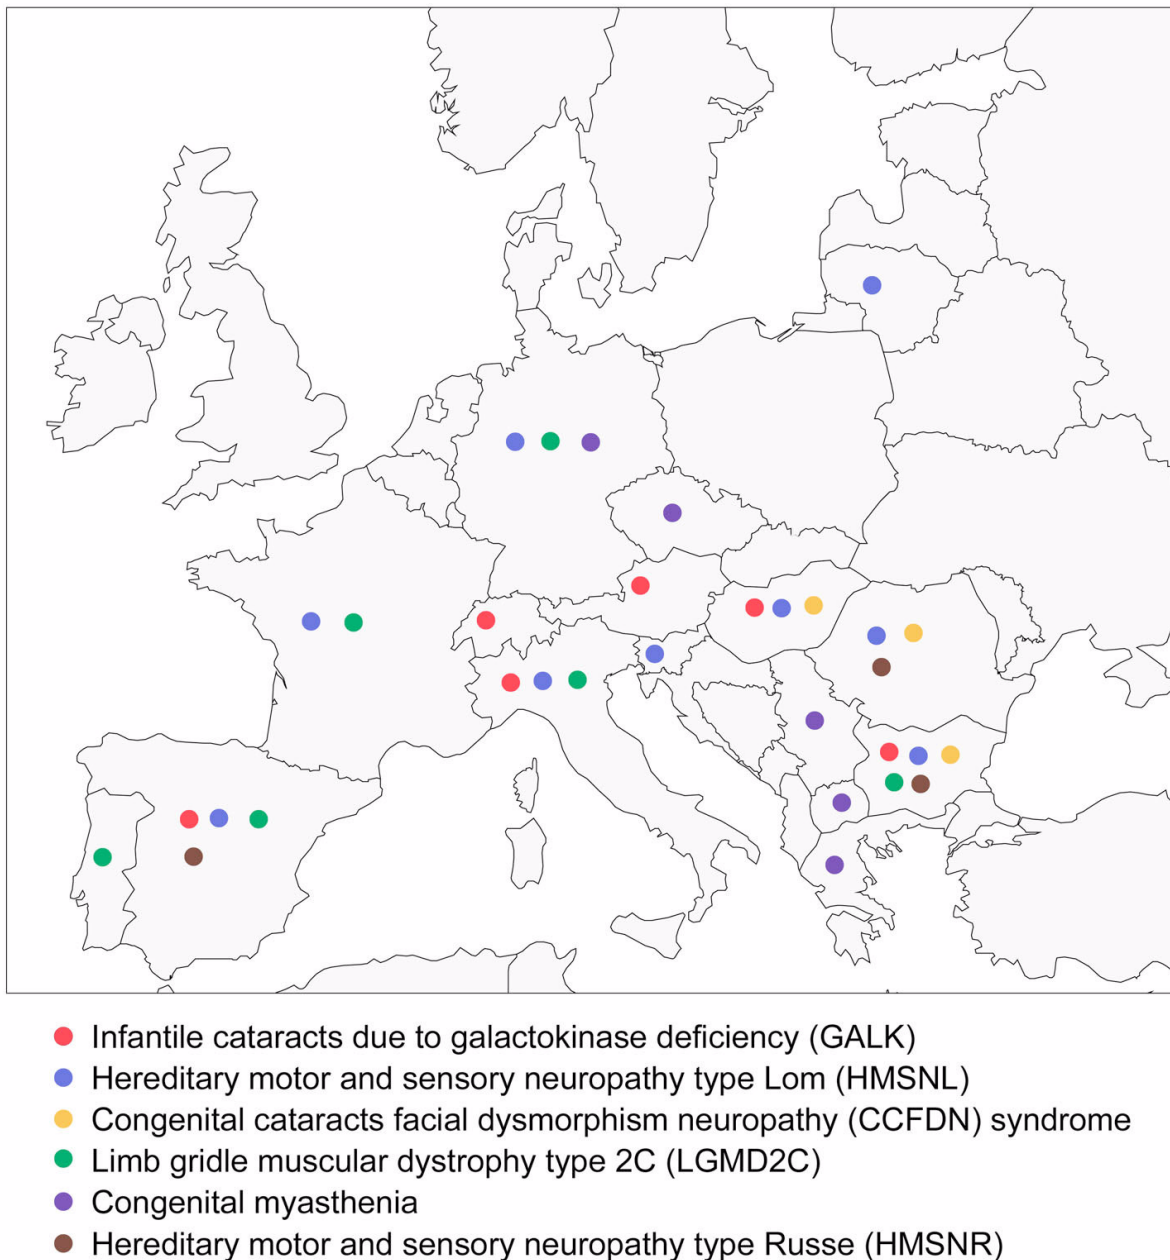 Infantile cataracts due to galactokinase deficiency (GALK)
Hereditary motor and sensory neuropathy type Lom (HMSNL)
Congenital cataracts facial dysmorphism neuropathy (CCFDN) syndrome
Limb gridle muscular dystrophy type 2C (LGMD2C)
Congenital myasthenia
Hereditary motor and sensory neuropathy type Russe (HMSNR)